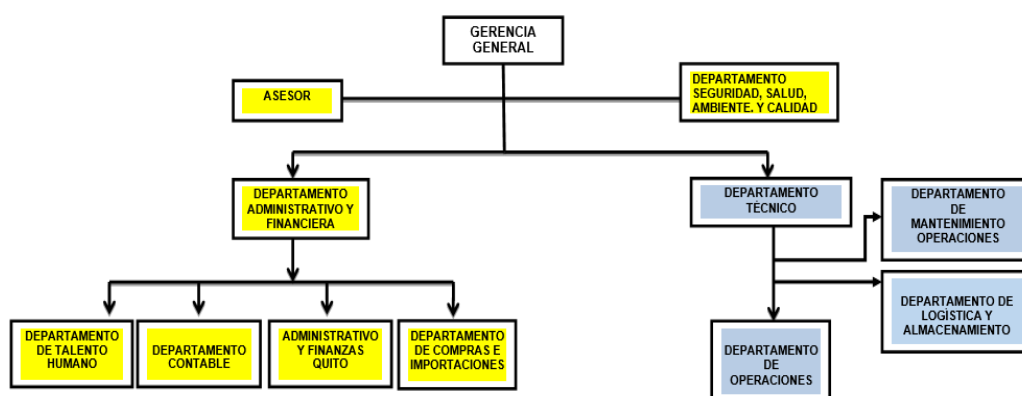 GERENCIA
GENERAL
ASESOR
DEPARTAMENTO
SEGURIDAD, SALUD,
AMBIENTE. Y CALIDAD
DEPARTAMENTO
ADMINISTRATIVO Y
FINANCIERA
DEPARTAMENTO
TÉCNICO
DEPARTAMENTO
DE
MANTENIMIENTO
OPERACIONES
DEPARTAMENTO DE
LOGÍSTICA Y
ALMACENAMIENTO
DEPARTAMENTO
DE TALENTO
HUMANO
DEPARTAMENTO
CONTABLE
ADMINISTRATIVO
Y FINANZAS
QUITO
DEPARTAMENTO
DE COMPRAS E
IMPORTACIONES
DEPARTAMENTO
DE
OPERACIONES